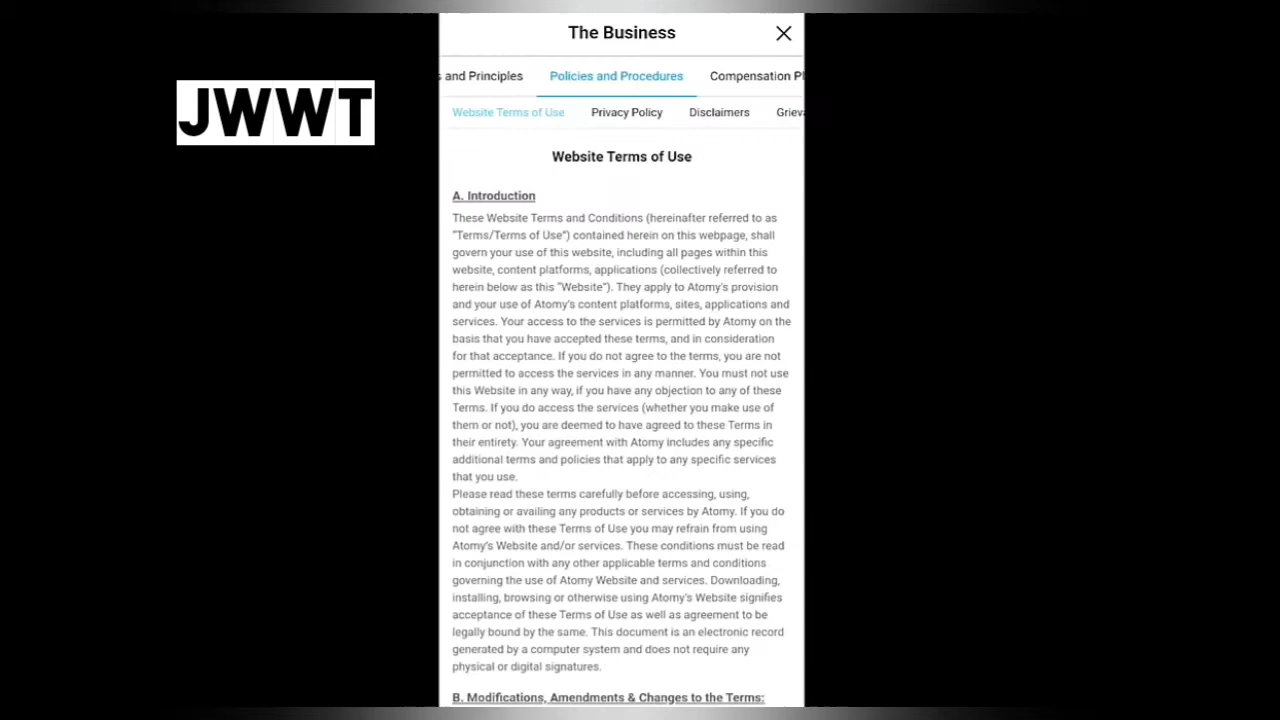 The Business
JWWT
s and Principles Policies and Procedures Compensation Pl
Website Terms of Use Privacy Policy Disclaimers Grieva
Website Terms of Use
A. Introduction
These Website Terms and Conditions (hereinafter referred to as
"Terms/Terms of Use") contained herein on this webpage, shall
govern your use of this website, including all pages within this
website, content platforms, applications (collectively referred to
herein below as this "Website"). They apply to Atomy's provision
and your use of Atomy's content platforms, sites, applications and
services. Your access to the services is permitted by Atomy on the
basis that you have accepted these terms, and in consideration
for that acceptance. If you do not agree to the terms, you are not
permitted to access the services in any manner. You must not use
this Website in any way, if you have any objection to any of these
Terms. If you do access the services (whether you make use of
them or not), you are deemed to have agreed to these Terms in
their entirety. Your agreement with Atomy includes any specific
additional terms and policies that apply to any specific services
that you use.
Please read these terms carefully before accessing, using,
obtaining or availing any products or services by Atomy. If you do
not agree with these Terms of Use you may refrain from using
Atomy's Website and/or services. These conditions must be read
in conjunction with any other applicable terms and conditions
governing the use of Atomy Website and services. Downloading,
installing, browsing or otherwise using Atomy's Website signifies
acceptance of these Terms of Use as well as agreement to be
legally bound by the same. This document is an electronic record
generated by a computer system and does not require any
physical or digital signatures.
B. Modifications, Amendments & Changes to the Terms: